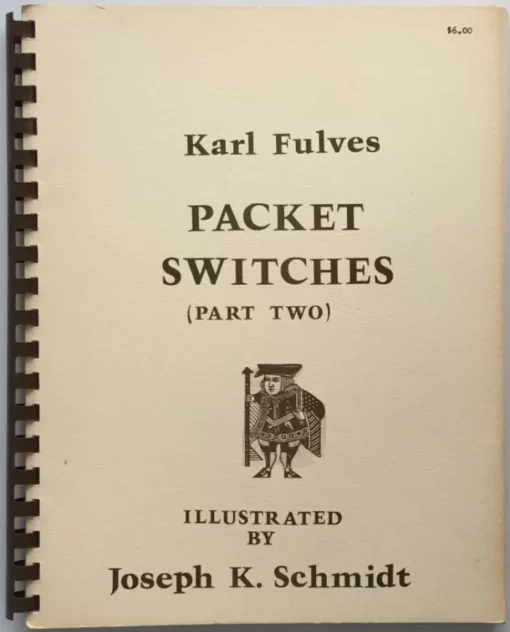 $6.00
Karl Fulves
PACKET
SWITCHES
(PART TWO)
ILLUSTRATED
BY
Joseph K. Schmidt